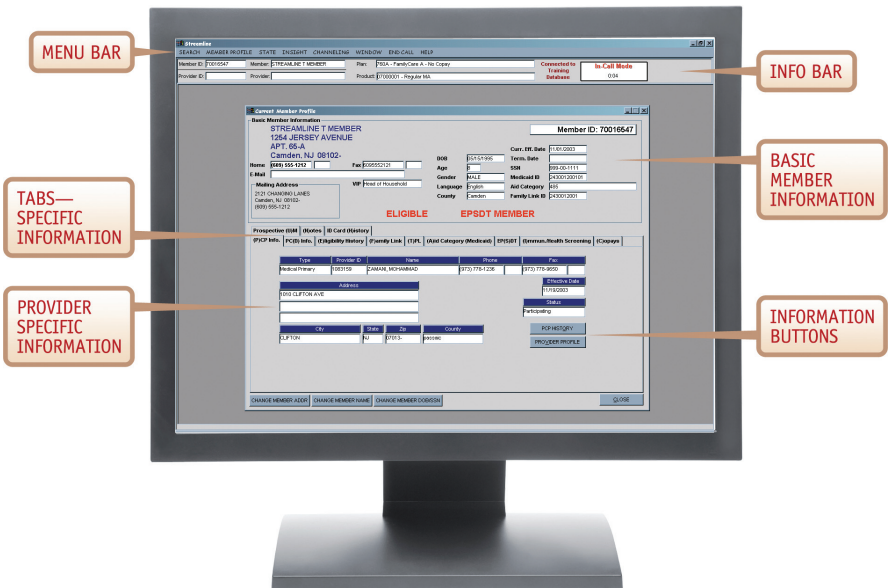 MENU BAR
INFO BAR
TABS—
SPECIFIC
INFORMATION
BASIC
MEMBER
INFORMATION
PROVIDER
SPECIFIC
INFORMATION
INFORMATION
BUTTONS
Streamline
SEARCH MEMBER PROFILE STATE INSIGHT CHANNELING WINDOW END CALL HELP
Member ID: 70016547 Member: STREAMLINE T MEMBER Plan: 760A - FamilyCare A - No Copay
Provider ID: Provider: Product: 07000001 - Regular MA
Connected to
Training
Database
In-Call Mode
0:04
Current Member Profile
Basic Member Information
STREAMLINE T MEMBER
1254 JERSEY AVENUE
APT. 65-A
Camden, NJ 08102-
Member ID: 70016547
Home (609) 555-1212 Fax 6095552121
E-Mail
Mailing Address
2121 CHANGING LANES
Camden, NJ 08102-
(609) 555-1212
VIP Head of Household
DOB 05/15/1995
Age 8
Gender MALE
Language English
County Camden
Curr. Eff. Date 11/01/2003
Term. Date
SSN 999-00-1111
Medicaid ID 243001200101
Aid Category 485
Family Link ID 2430012001
ELIGIBLE EPSDT MEMBER
Prospective (I)M (N)otes ID Card (H)istory
(P)CP Info. PC(D) Info. (E)ligibility History (F)amily Link (T)PL (A)id Category (Medicaid) EP(S)DT (I)mmun./Health Screening (C)opays
Type Provider ID Name Phone Fax
Medical Primary 1083159 ZAMANI, MOHAMMAD (973) 778-1236 (973) 778-9650
Address
1010 CLIFTON AVE
Effective Date
11/19/2003
Status
Participating
City State Zip County
CLIFTON NJ 07013- passaic
PCP HISTORY
PROVIDER PROFILE
CHANGE MEMBER ADDR CHANGE MEMBER NAME CHANGE MEMBER DOB/SSN CLOSE